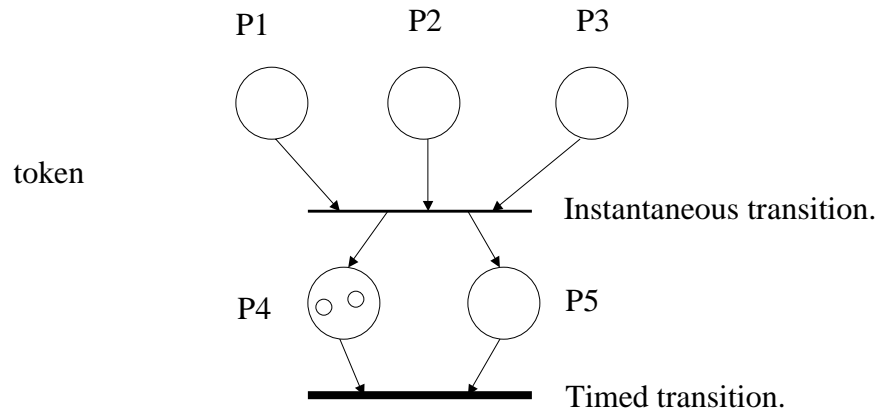 P1 P2 P3
token
Instantaneous transition.
P4 P5
Timed transition.